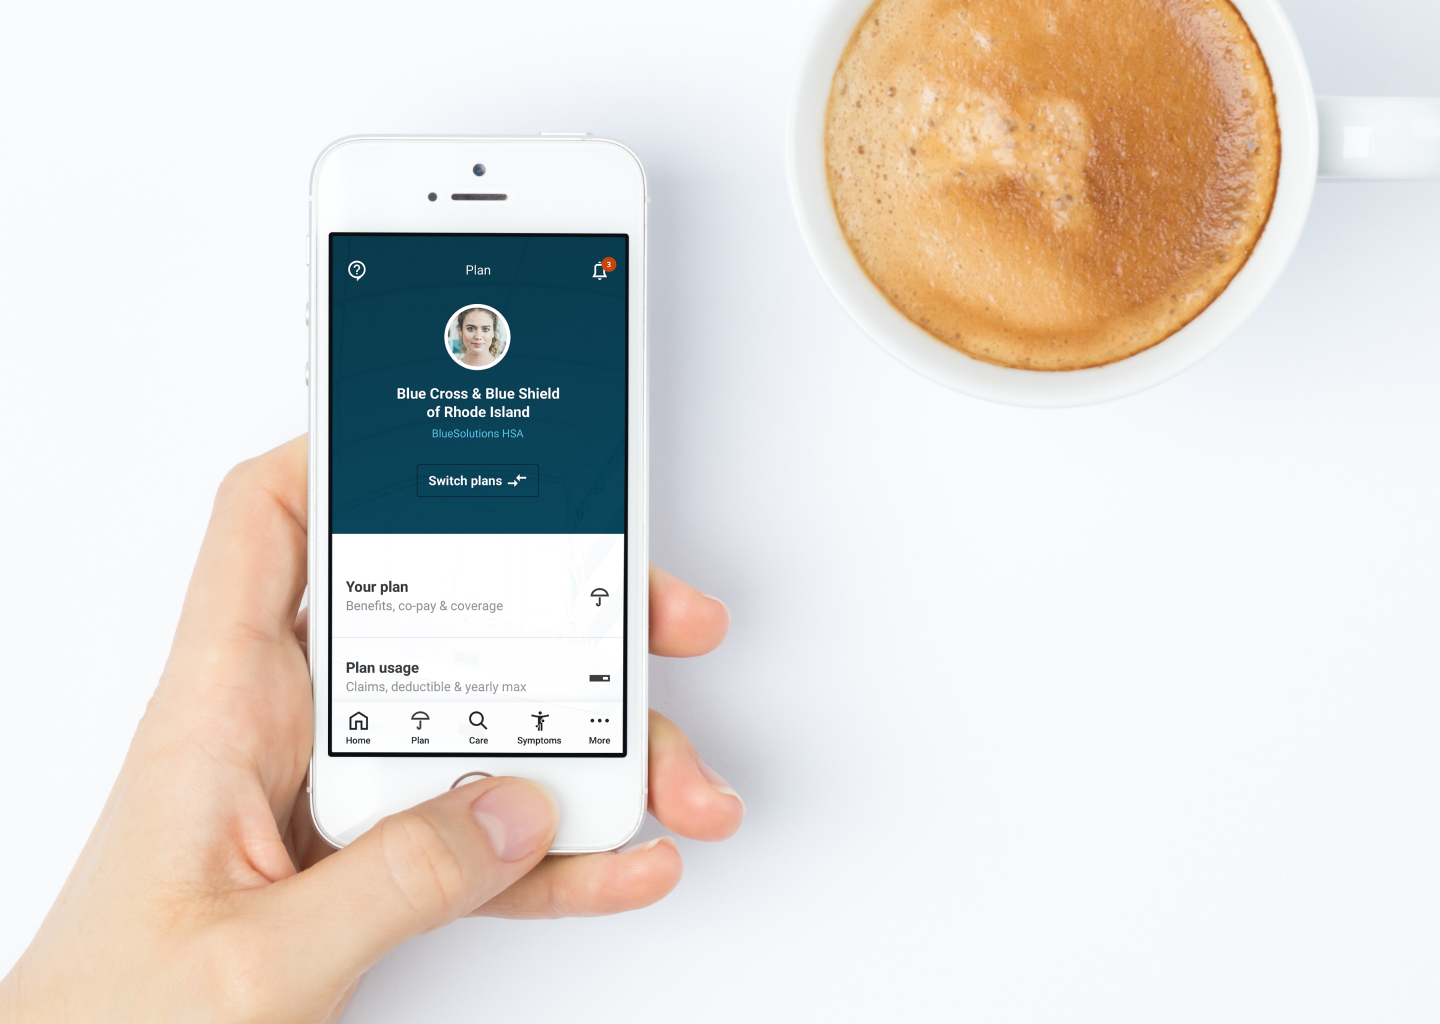 Plan
3
Blue Cross & Blue Shield
of Rhode Island
BlueSolutions HSA
Switch plans
Your plan
Benefits, co-pay & coverage
Plan usage
Claims, deductible & yearly max
Home Plan Care Symptoms More